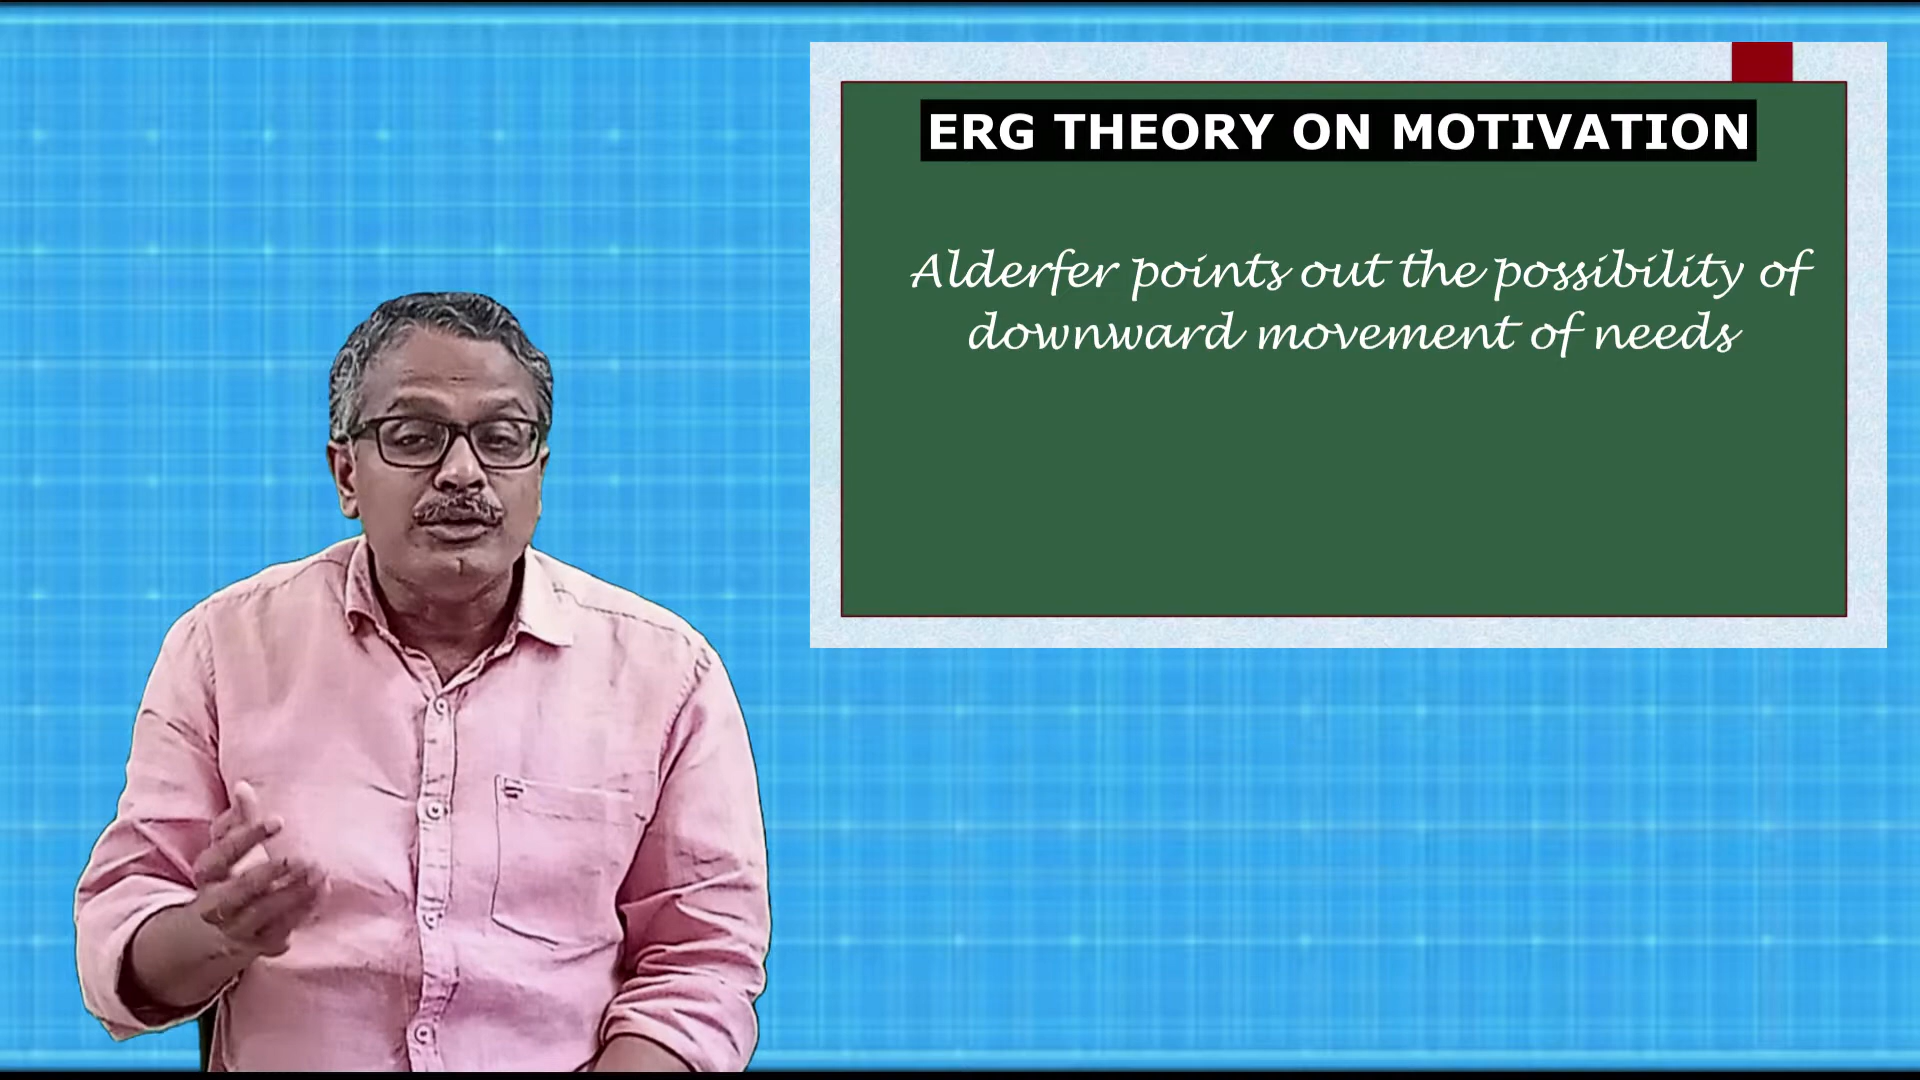 ERG THEORY ON MOTIVATION
Alderfer points out the possibility of
downward movement of needs